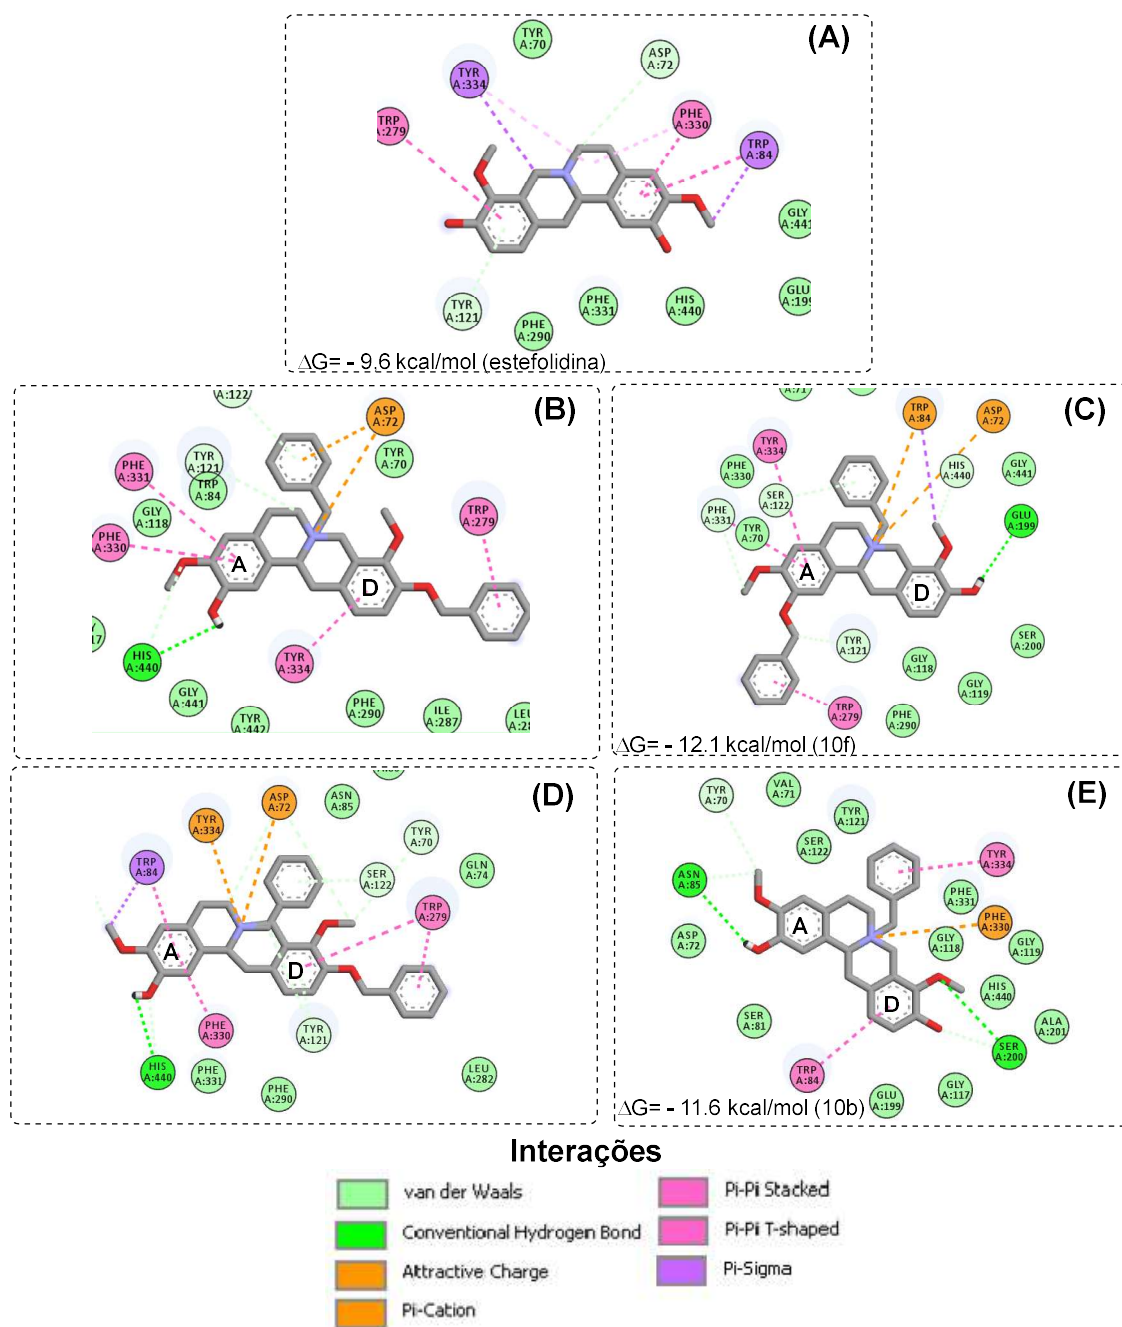 (A)
TYR
A:70
ASP
A:72
TYR
A:334
TRP
A:279
PHE
A:330
TRP
A:84
GLY
A:441
GLU
A:199
TYR
A:121
PHE
A:290
PHE
A:331
HIS
A:440
ΔG= - 9.6 kcal/mol (estefolidina)
(B)
A:122
ASP
A:72
TYR
A:70
TYR
A:121
TRP
A:84
PHE
A:331
GLY
A:118
PHE
A:330
TRP
A:279
A
D
HIS
A:440
TYR
A:334
GLY
A:441
TYR
A:442
PHE
A:290
ILE
A:287
(C)
A:71
TRP
A:84
ASP
A:72
TYR
A:334
PHE
A:330
SER
A:122
HIS
A:440
GLY
A:441
PHE
A:331
TYR
A:70
GLU
A:199
A
D
TYR
A:121
GLY
A:118
SER
A:200
GLY
A:119
TRP
A:279
PHE
A:290
ΔG= - 12.1 kcal/mol (10f)
(D)
ASP
A:72
ASN
A:85
TYR
A:334
TYR
A:70
TRP
A:84
SER
A:122
GLN
A:74
TRP
A:279
A
D
PHE
A:330
TYR
A:121
HIS
A:440
PHE
A:331
PHE
A:290
LEU
A:282
(E)
TYR
A:70
VAL
A:71
TYR
A:121
SER
A:122
ASN
A:85
TYR
A:334
PHE
A:331
ASP
A:72
PHE
A:330
GLY
A:118
GLY
A:119
A
D
HIS
A:440
SER
A:81
ALA
A:201
SER
A:200
TRP
A:84
GLU
A:199
GLY
A:117
ΔG= - 11.6 kcal/mol (10b)
Interações
van der Waals
Conventional Hydrogen Bond
Attractive Charge
Pi-Cation
Pi-Pi Stacked
Pi-Pi T-shaped
Pi-Sigma